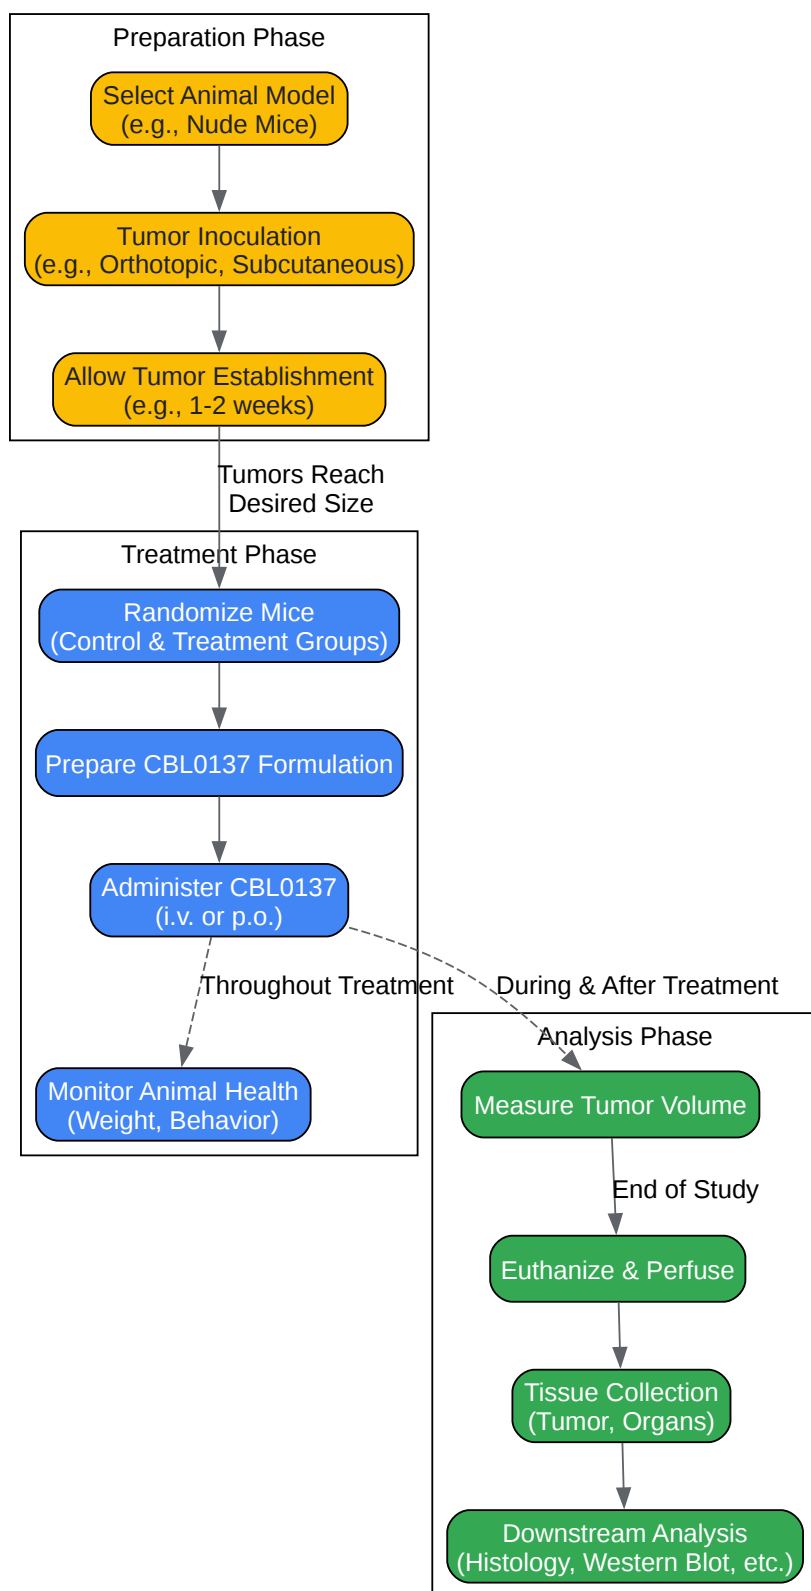 Preparation Phase
Select Animal Model
(e.g., Nude Mice)
Tumor Inoculation
(e.g., Orthotopic, Subcutaneous)
Allow Tumor Establishment
(e.g., 1-2 weeks)
Tumors Reach
Desired Size
Treatment Phase
Randomize Mice
(Control & Treatment Groups)
Prepare CBL0137 Formulation
Administer CBL0137
(i.v. or p.o.)
Throughout Treatment
During & After Treatment
Analysis Phase
Monitor Animal Health
(Weight, Behavior)
Measure Tumor Volume
End of Study
Euthanize & Perfuse
Tissue Collection
(Tumor, Organs)
Downstream Analysis
(Histology, Western Blot, etc.)